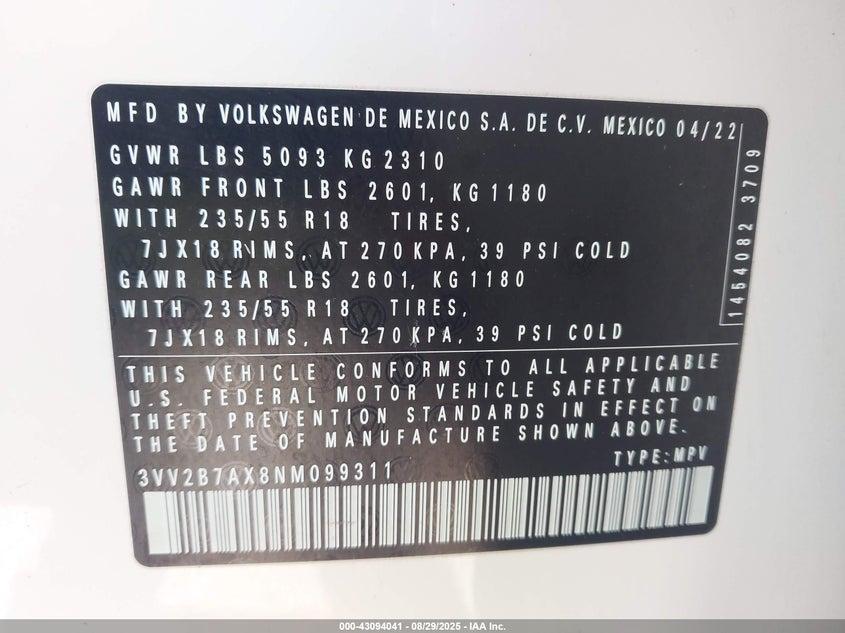 MFD BY VOLKSWAGEN DE MEXICO S.A. DE C.V. MEXICO 04/22
GVWR LBS 5093 KG 2310
GAWR FRONT LBS 2601, KG 1180
WITH 235/55 R18 TIRES,
7JX18 RIMS, AT 270 KPA, 39 PSI COLD
GAWR REAR LBS 2601, KG 1180
WITH 235/55 R18 TIRES,
7JX18 RIMS, AT 270 KPA, 39 PSI COLD
1454082 3709
THIS VEHICLE CONFORMS TO ALL APPLICABLE
U.S. FEDERAL MOTOR VEHICLE SAFETY AND
THEFT PREVENTION STANDARDS IN EFFECT ON
THE DATE OF MANUFACTURE SHOWN ABOVE.
3VV2B7AX8NM099311
TYPE: MPV
000-43094041 - 08/29/2025 - IAA Inc.